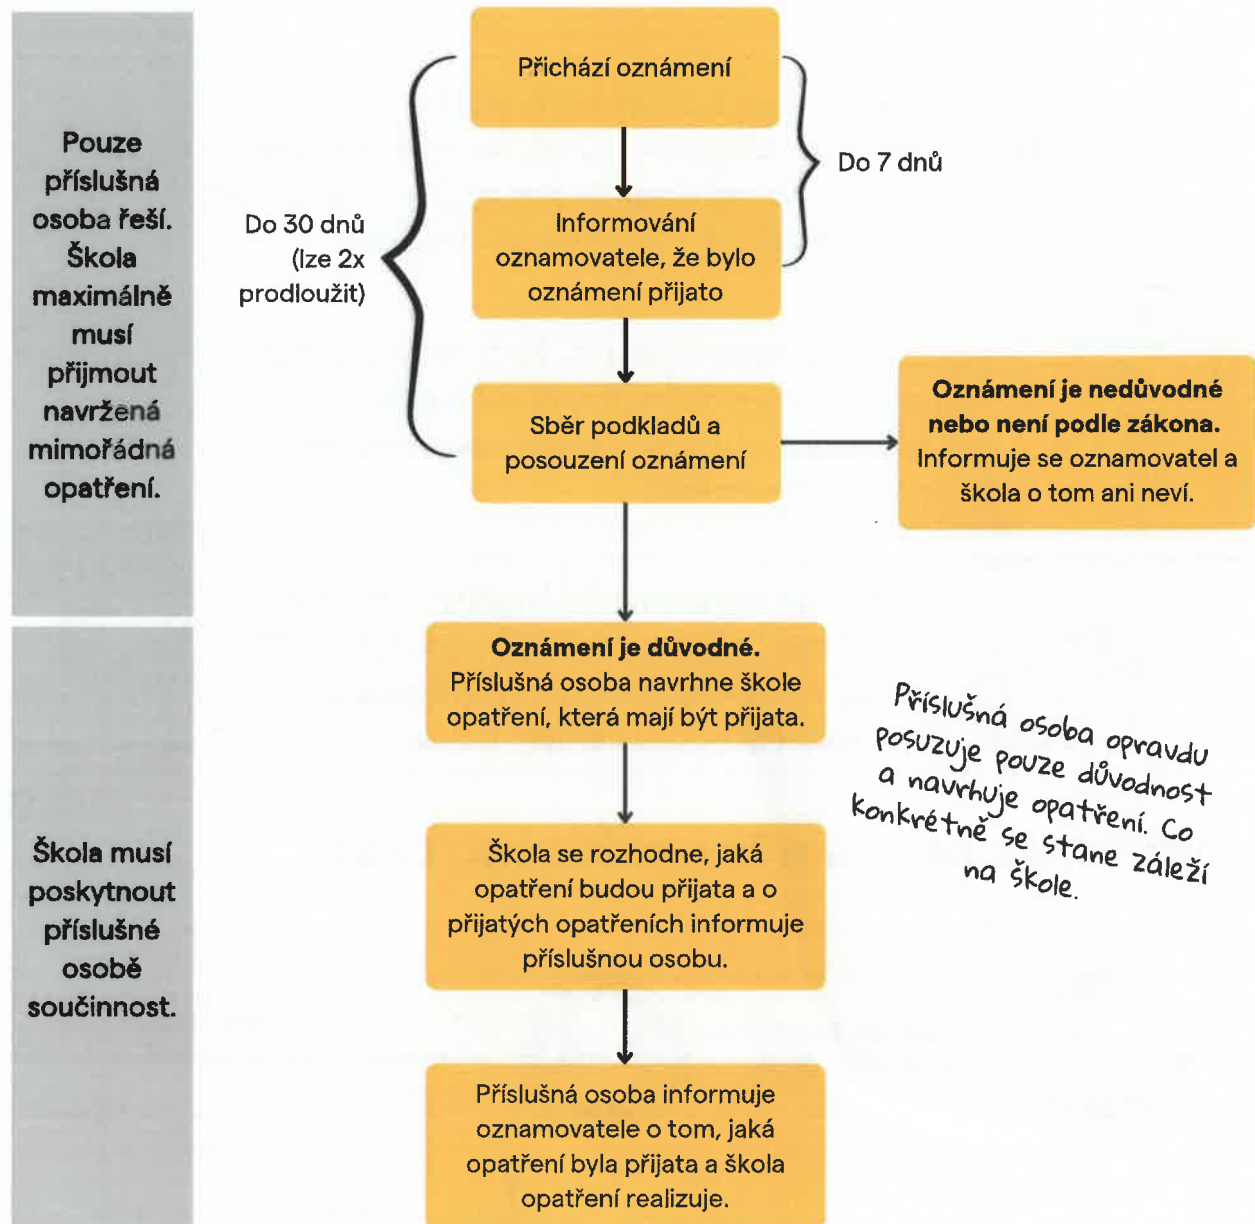 Přichází oznámení
Do 7 dnů
Pouze
příslušná
osoba řeší.
Škola
maximálně
musí
přijmout
navržená
mimořádná
opatření.
Do 30 dnů
(lze 2x
prodloužit)
Informování
oznamovatele, že bylo
oznámení přijato
Sběr podkladů a
posouzení oznámení
Oznámení je nedůvodné
nebo není podle zákona.
Informuje se oznamovatel a
škola o tom ani neví.
Oznámení je důvodné.
Příslušná osoba navrhne škole
opatření, která mají být přijata.
Příslušná osoba opravdu
posuzuje pouze důvodnost
a navrhuje opatření. Co
konkrétně se stane záleží
na škole.
Škola musí
poskytnout
příslušné
osobě
součinnost.
Škola se rozhodne, jaká
opatření budou přijata a o
přijatých opatřeních informuje
příslušnou osobu.
Příslušná osoba informuje
oznamovatele o tom, jaká
opatření byla přijata a škola
opatření realizuje.